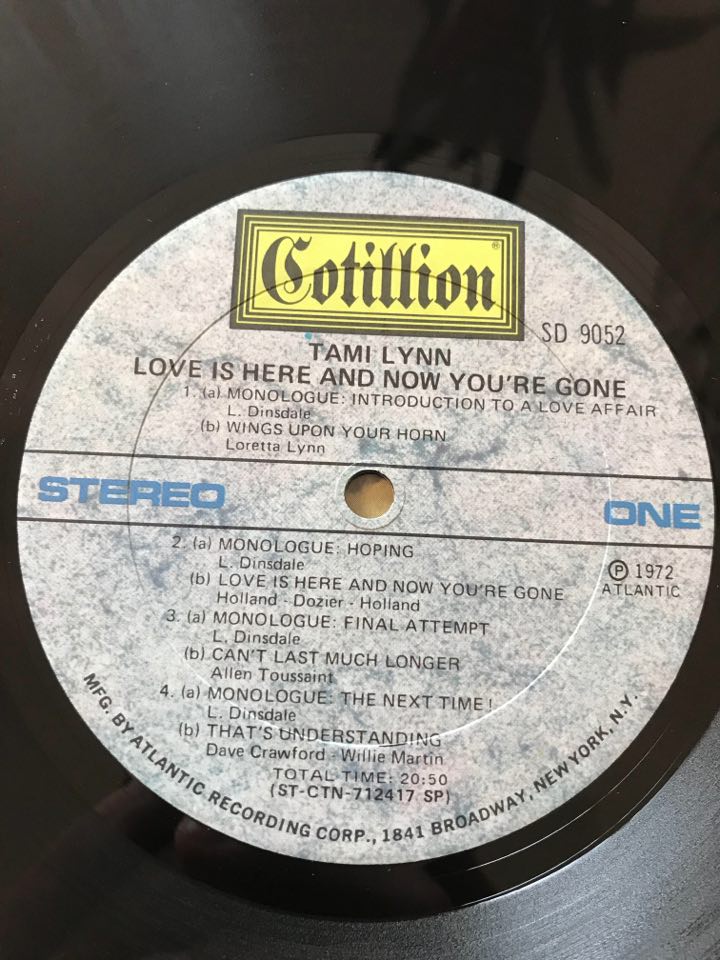 Cotillion®
SD 9052
TAMI LYNN
LOVE IS HERE AND NOW YOU'RE GONE
1. (a) MONOLOGUE: INTRODUCTION TO A LOVE AFFAIR
L. Dinsdale
(b) WINGS UPON YOUR HORN
Loretta Lynn
STEREO
ONE
2. (a) MONOLOGUE: HOPING
L. Dinsdale
(b) LOVE IS HERE AND NOW YOU'RE GONE
Holland - Dozier - Holland
℗ 1972
ATLANTIC
3. (a) MONOLOGUE: FINAL ATTEMPT
L. Dinsdale
(b) CAN'T LAST MUCH LONGER
Allen Toussaint
4. (a) MONOLOGUE: THE NEXT TIME!
L. Dinsdale
(b) THAT'S UNDERSTANDING
Dave Crawford - Willie Martin
TOTAL TIME: 20:50
(ST-CTN-712417 SP)
MFG. BY ATLANTIC RECORDING CORP., 1841 BROADWAY, NEW YORK, N.Y.